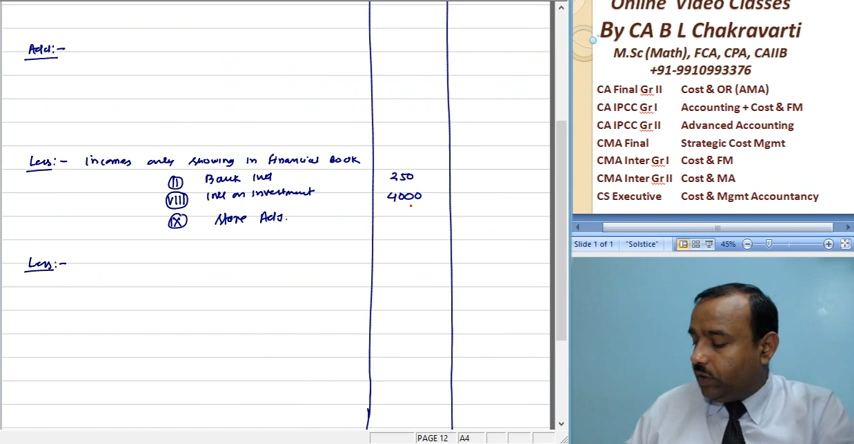 Add:-
Less:- incomes only showing in Financial Book
(II) Bank Int 250
(VIII) Int on investment 4000
(IX) Store Adj.
Less:-
PAGE 12 A4
Online Video Classes
By CA B L Chakravarti
M.Sc (Math), FCA, CPA, CAIIB
+91-9910993376
CA Final Gr II Cost & OR (AMA)
CA IPCC Gr I Accounting + Cost & FM
CA IPCC Gr II Advanced Accounting
CMA Final Strategic Cost Mgmt
CMA Inter Gr I Cost & FM
CMA Inter Gr II Cost & MA
CS Executive Cost & Mgmt Accountancy
Slide 1 of 1 "Solstice" 45%